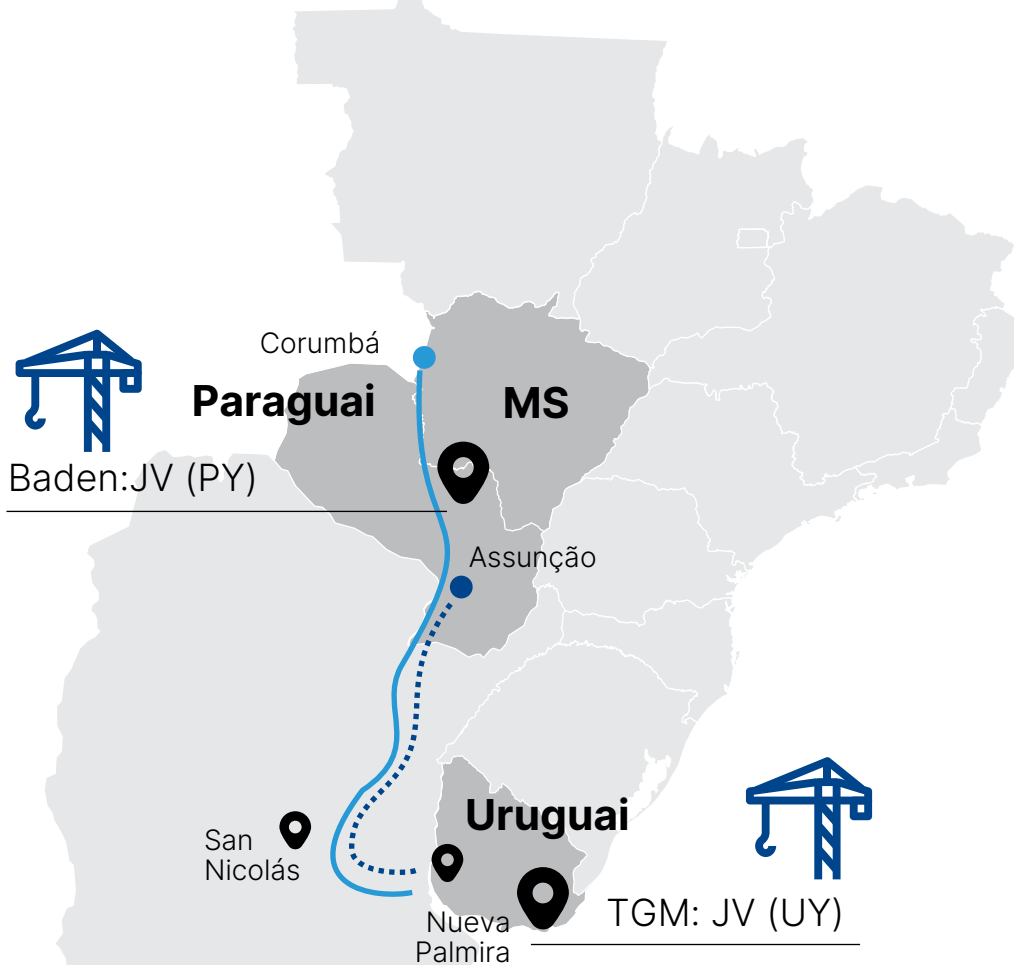 Corumbá
Paraguai
MS
Baden:JV (PY)
Assunção
Uruguai
San
Nicolás
TGM: JV (UY)
Nueva
Palmira